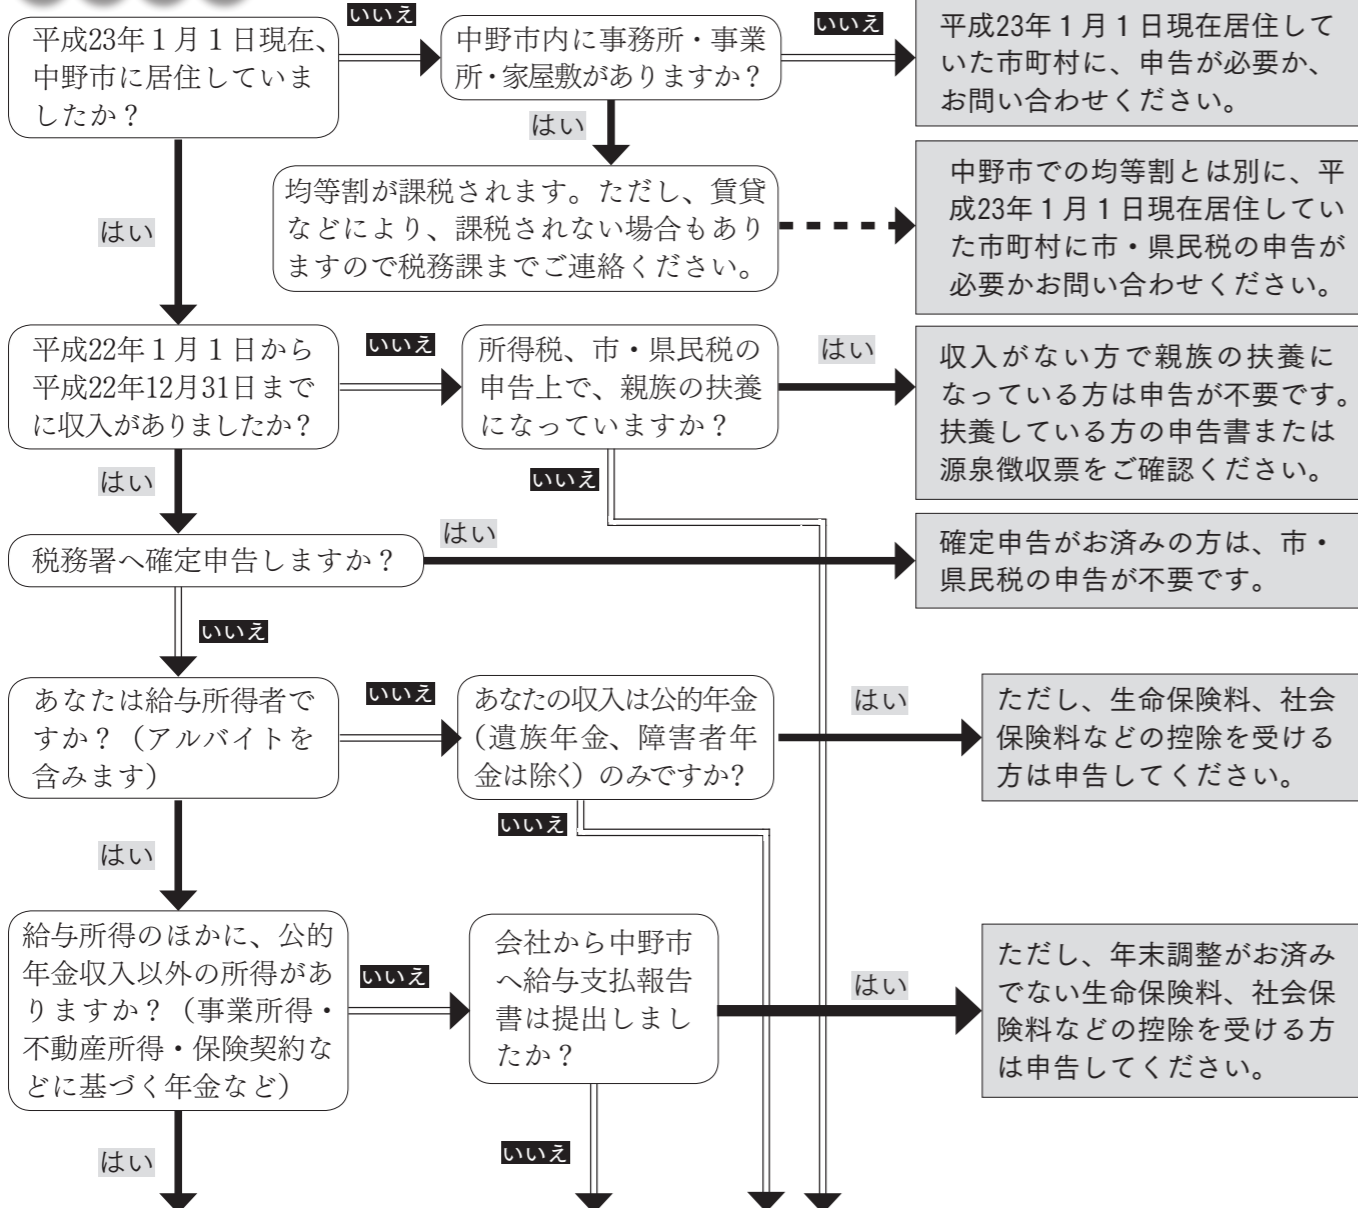 平成23年1月1日現在、
中野市に居住していま
したか？
いいえ
中野市内に事務所・事業
所・家屋敷がありますか？
いいえ
平成23年1月1日現在居住して
いた市町村に、申告が必要か、
お問い合わせください。
はい
均等割が課税されます。ただし、賃貸
などにより、課税されない場合もあり
ますので税務課までご連絡ください。
中野市での均等割とは別に、平
成23年1月1日現在居住してい
た市町村に市・県民税の申告が
必要かお問い合わせください。
はい
平成22年1月1日から
平成22年12月31日まで
に収入がありましたか？
いいえ
所得税、市・県民税の
申告上で、親族の扶養
になっていますか？
はい
収入がない方で親族の扶養に
なっている方は申告が不要です。
扶養している方の申告書または
源泉徴収票をご確認ください。
はい
いいえ
税務署へ確定申告しますか？
はい
確定申告がお済みの方は、市・
県民税の申告が不要です。
いいえ
あなたは給与所得者で
すか？（アルバイトを
含みます）
いいえ
あなたの収入は公的年金
（遺族年金、障害者年
金は除く）のみですか?
はい
ただし、生命保険料、社会
保険料などの控除を受ける
方は申告してください。
いいえ
はい
給与所得のほかに、公的
年金収入以外の所得があ
りますか？（事業所得・
不動産所得・保険契約な
どに基づく年金など）
いいえ
会社から中野市
へ給与支払報告
書は提出しまし
たか？
はい
ただし、年末調整がお済み
でない生命保険料、社会保
険料などの控除を受ける方
は申告してください。
はい
いいえ